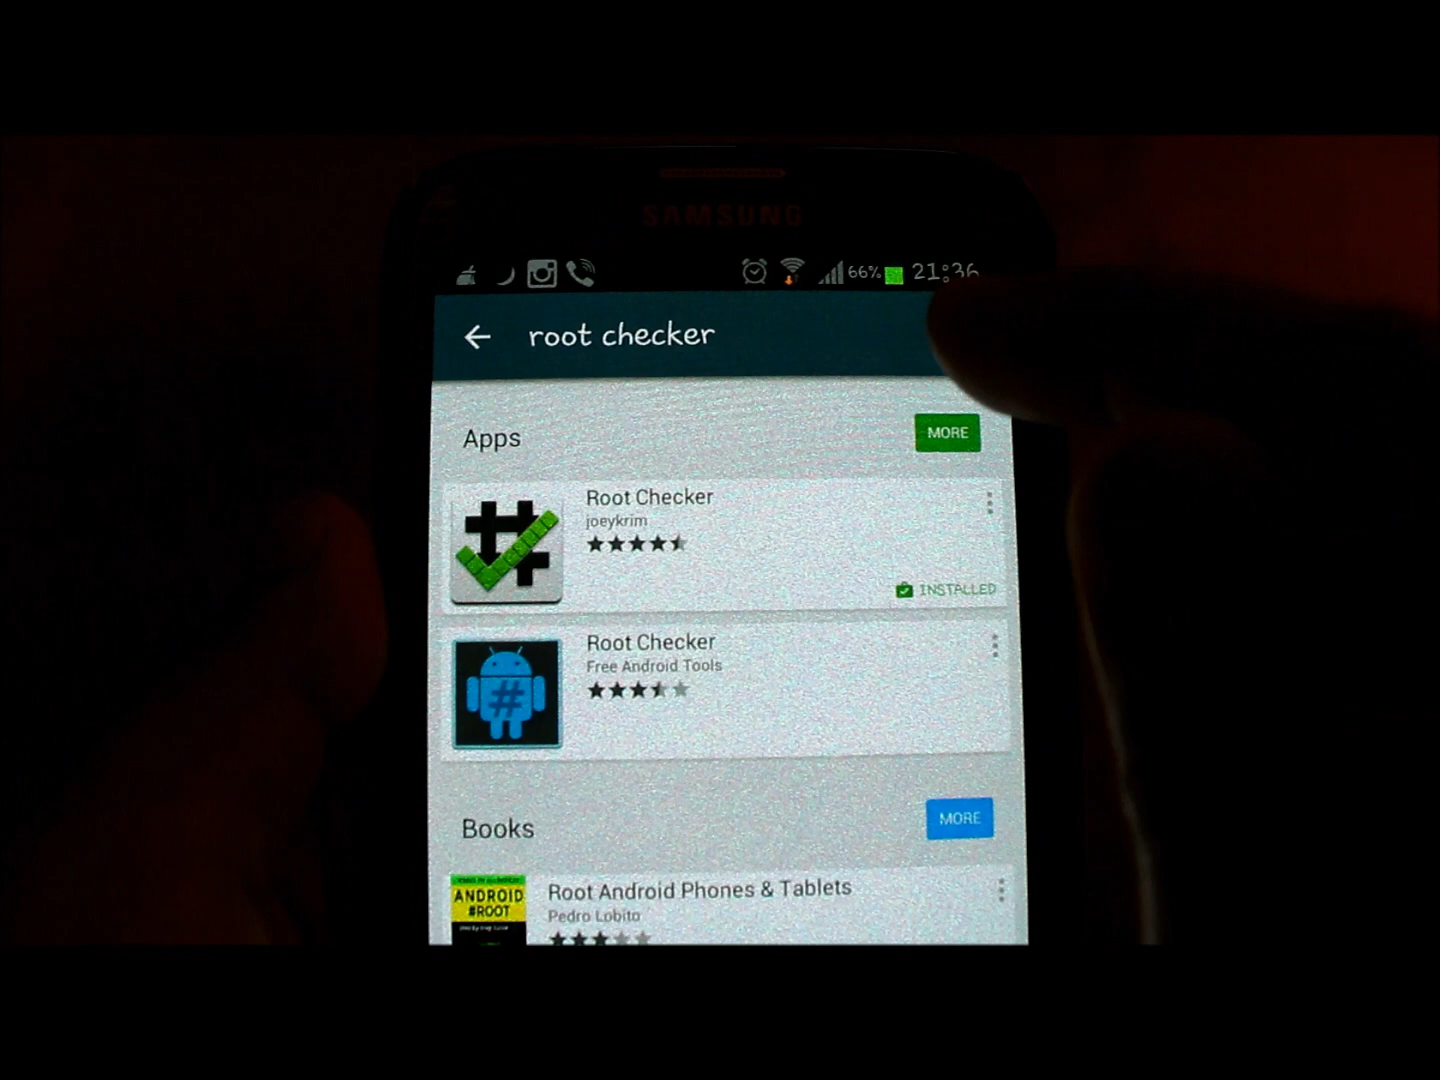 SAMSUNG
66% 21:36
root checker
Apps
MORE
Root Checker
joeykrim
INSTALLED
Root Checker
Free Android Tools
Books
MORE
ANDROID
#ROOT
Root Android Phones & Tablets
Pedro Lobito